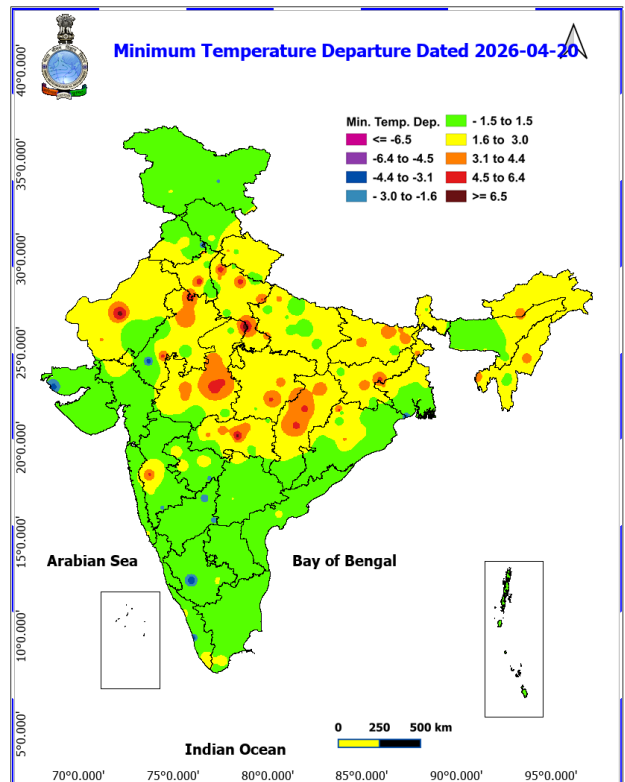 Minimum Temperature Departure Dated 2026-04-20
Min. Temp. Dep.
<= -6.5
-6.4 to -4.5
-4.4 to -3.1
- 3.0 to -1.6
- 1.5 to 1.5
1.6 to 3.0
3.1 to 4.4
4.5 to 6.4
>= 6.5
40°0.000'
35°0.000'
30°0.000'
25°0.000'
20°0.000'
15°0.000'
10°0.000'
5°0.000'
Arabian Sea
Bay of Bengal
Indian Ocean
0 250 500 km
70°0.000' 75°0.000' 80°0.000' 85°0.000' 90°0.000' 95°0.000'